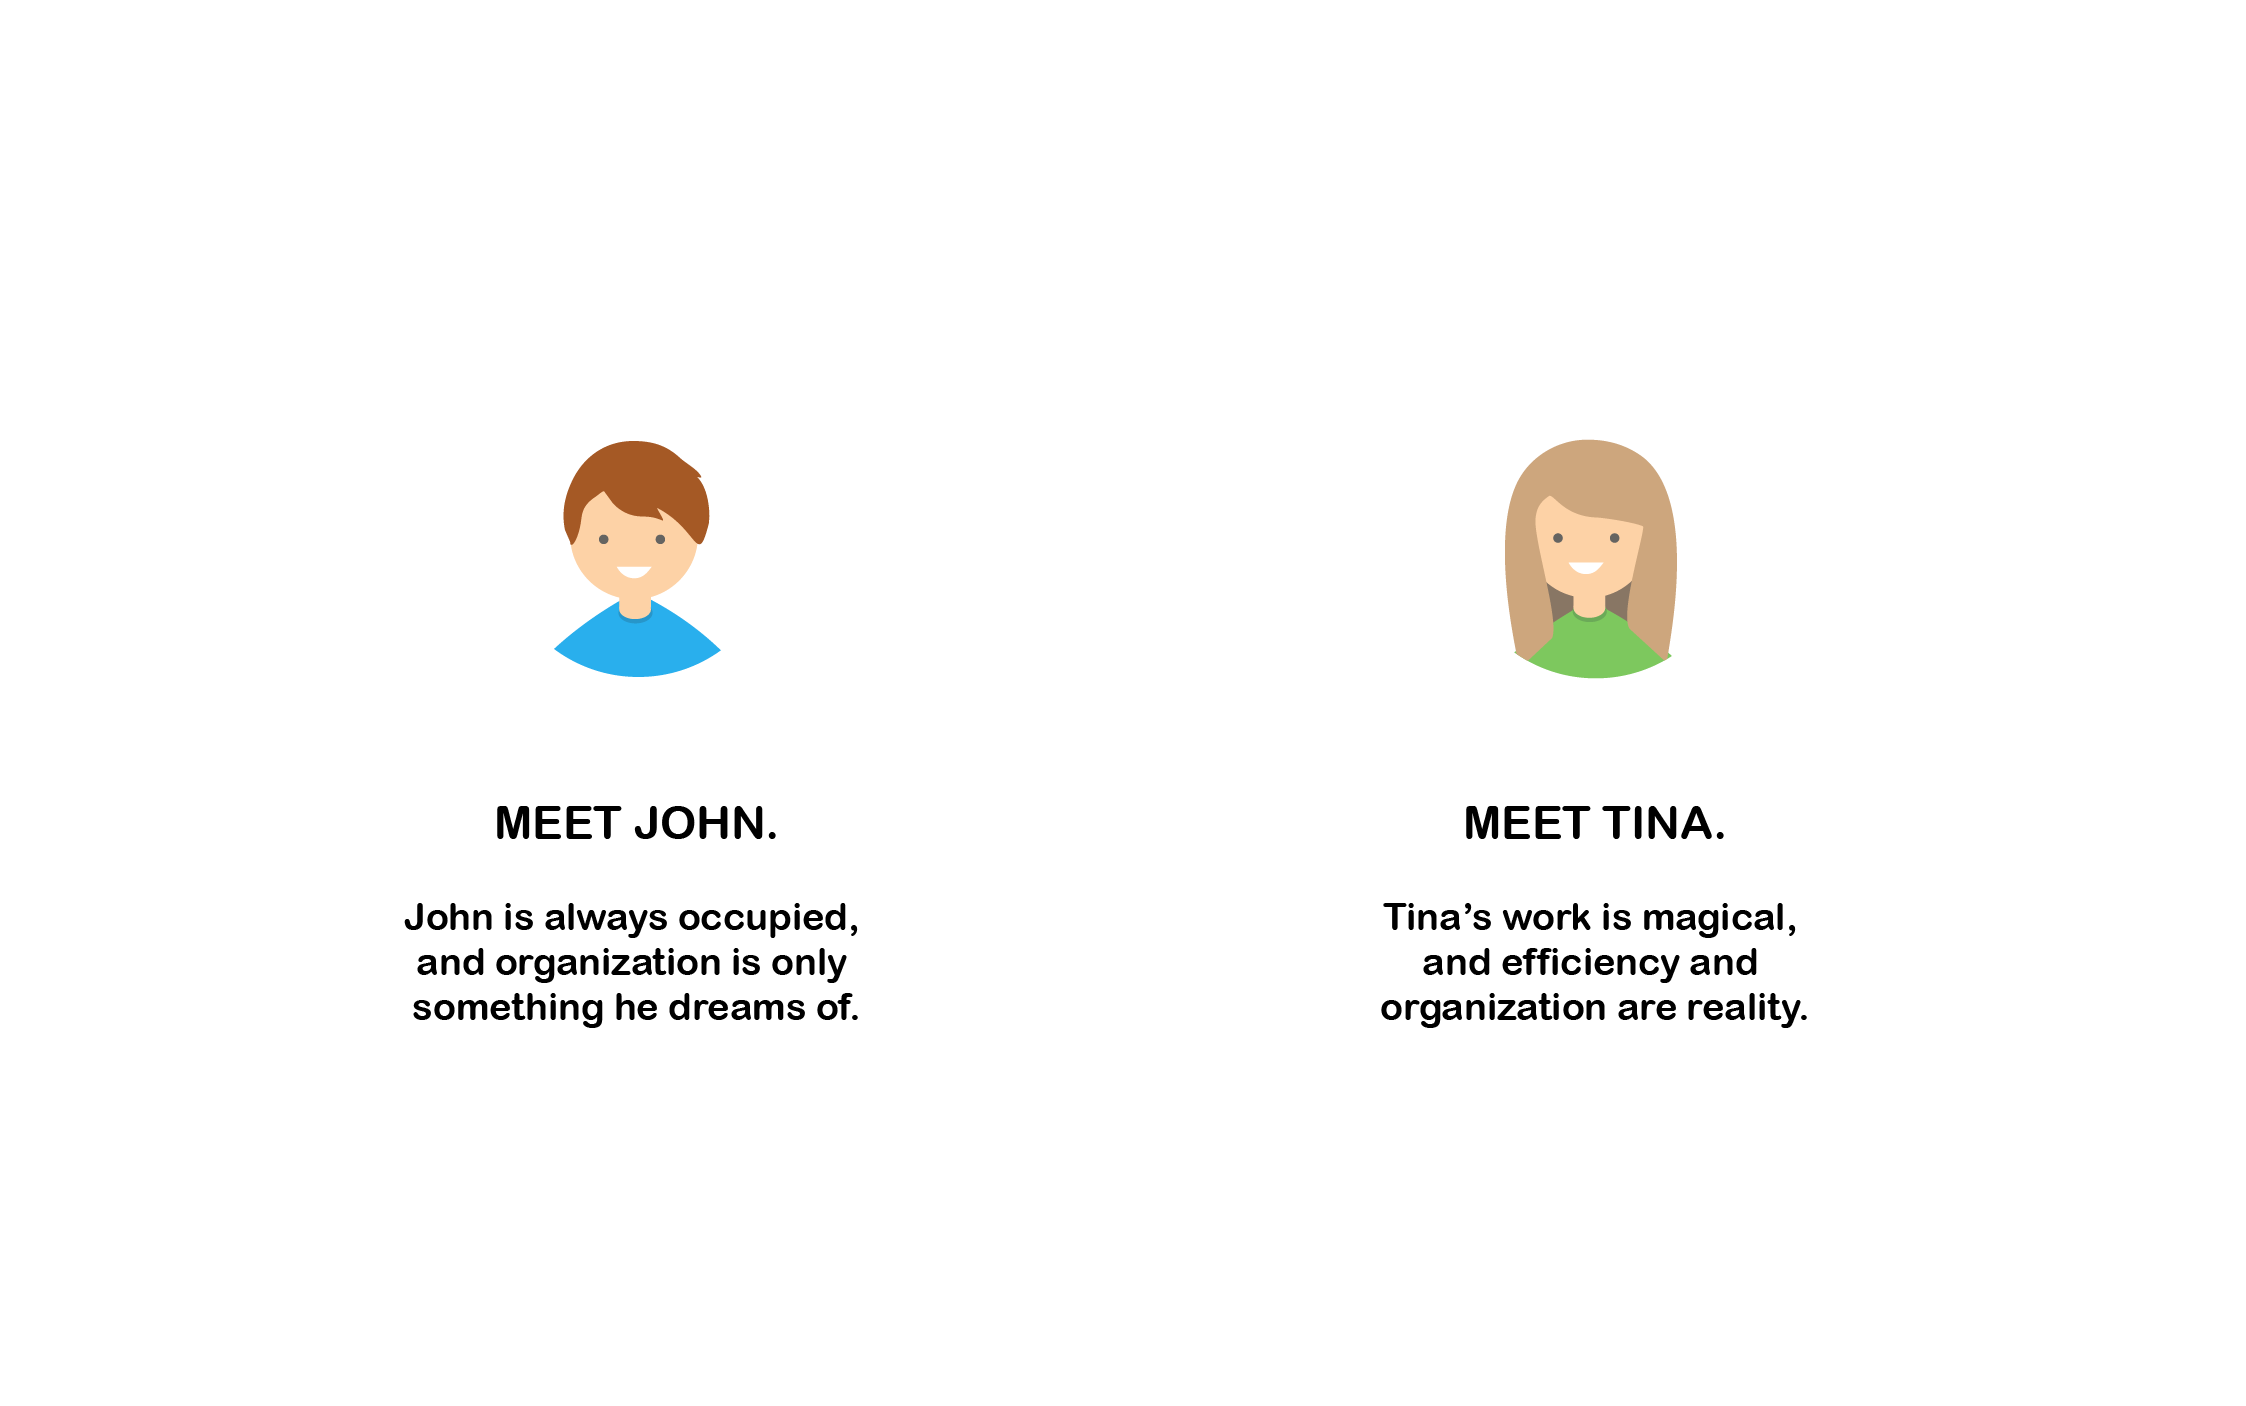 MEET JOHN.
John is always occupied,
and organization is only
something he dreams of.
MEET TINA.
Tina’s work is magical,
and efficiency and
organization are reality.